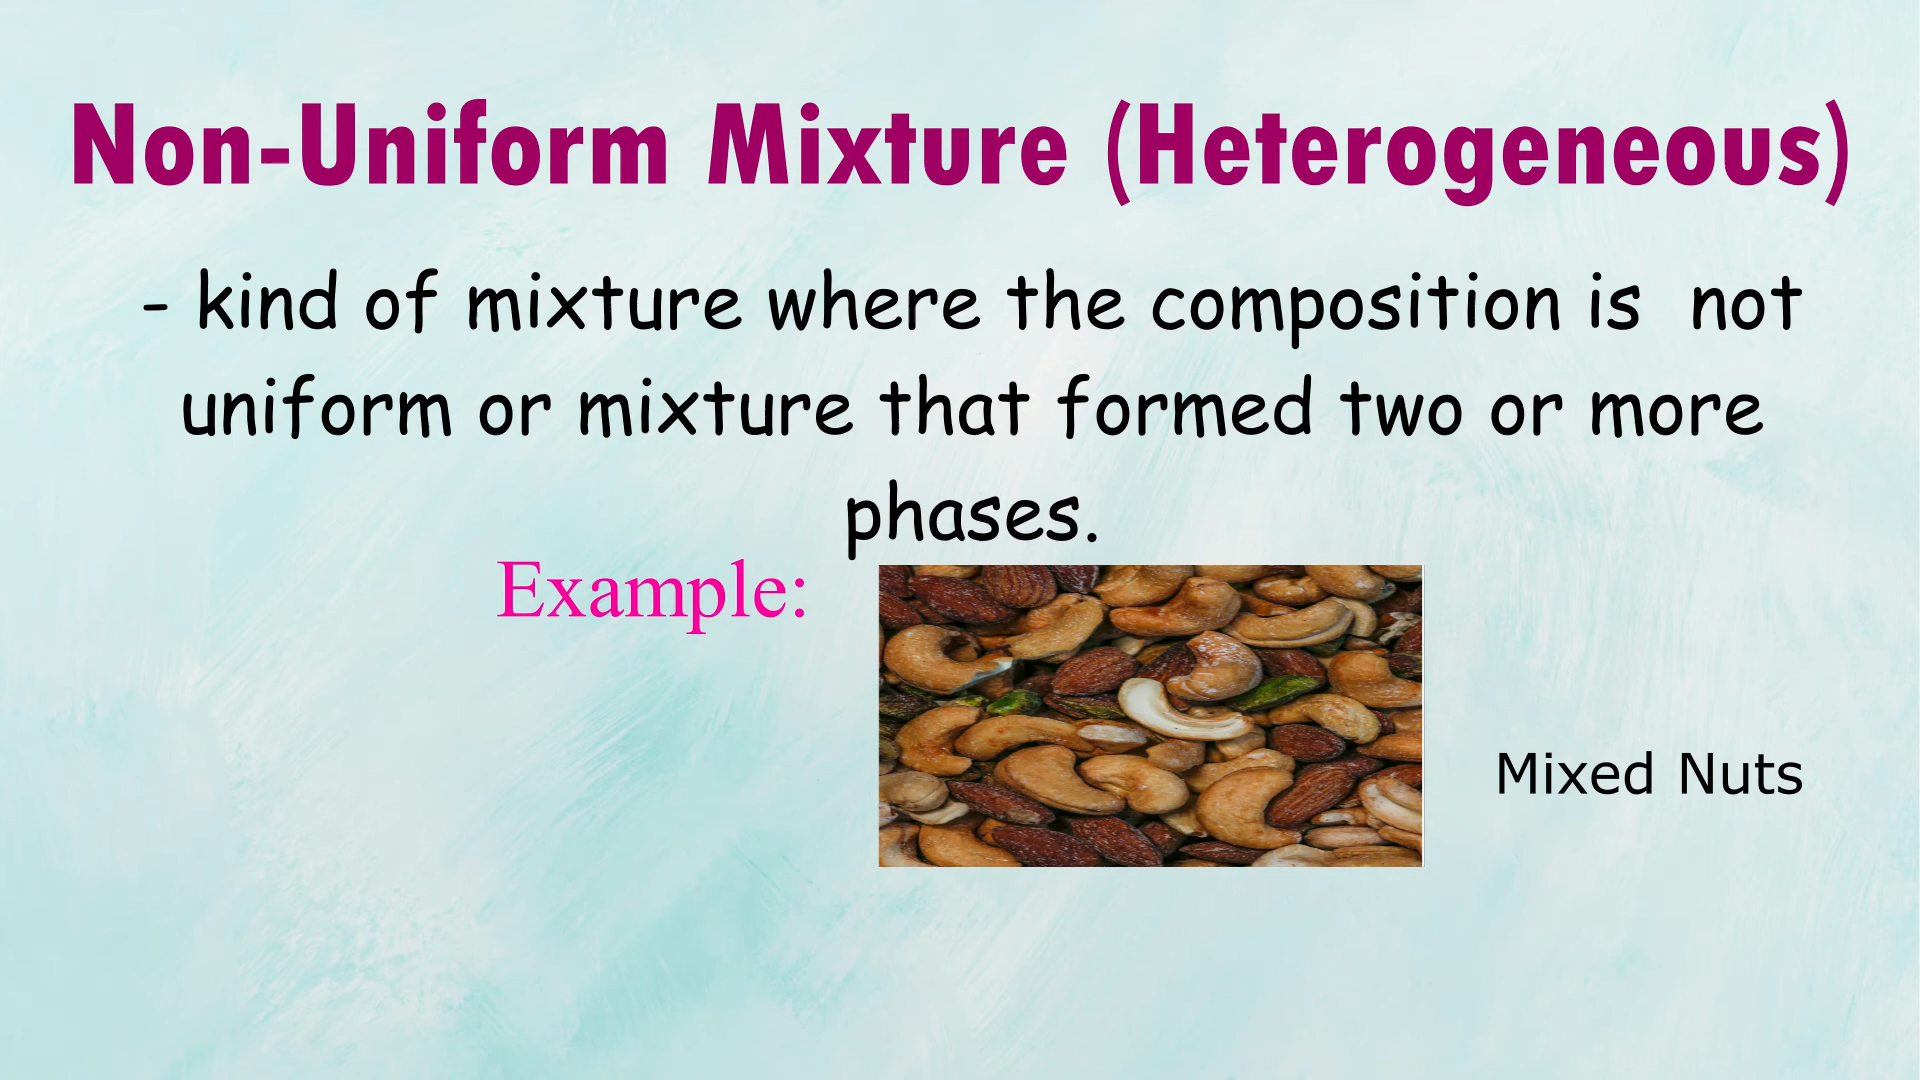 Non-Uniform Mixture (Heterogeneous)
- kind of mixture where the composition is  not
uniform or mixture that formed two or more
phases.
Example:
Mixed Nuts